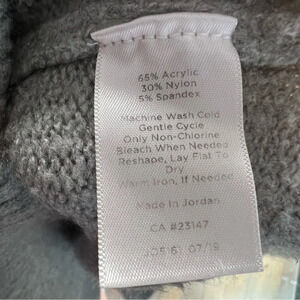 65% Acrylic
30% Nylon
5% Spandex
Machine Wash Cold
Gentle Cycle
Only Non-Chlorine
Bleach When Needed
Reshape, Lay Flat To
Dry
Warm Iron, If Needed
Made In Jordan
CA #23147
07/19